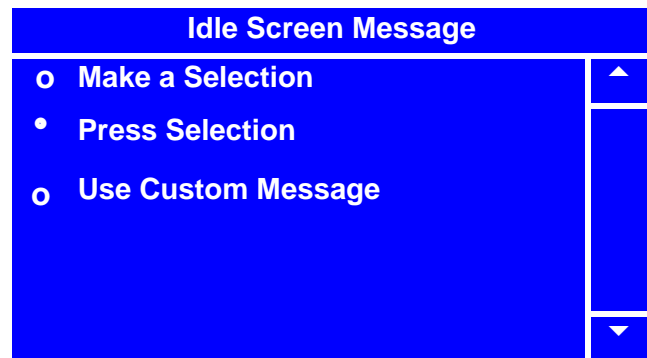 Idle Screen Message
o Make a Selection
• Press Selection
o Use Custom Message